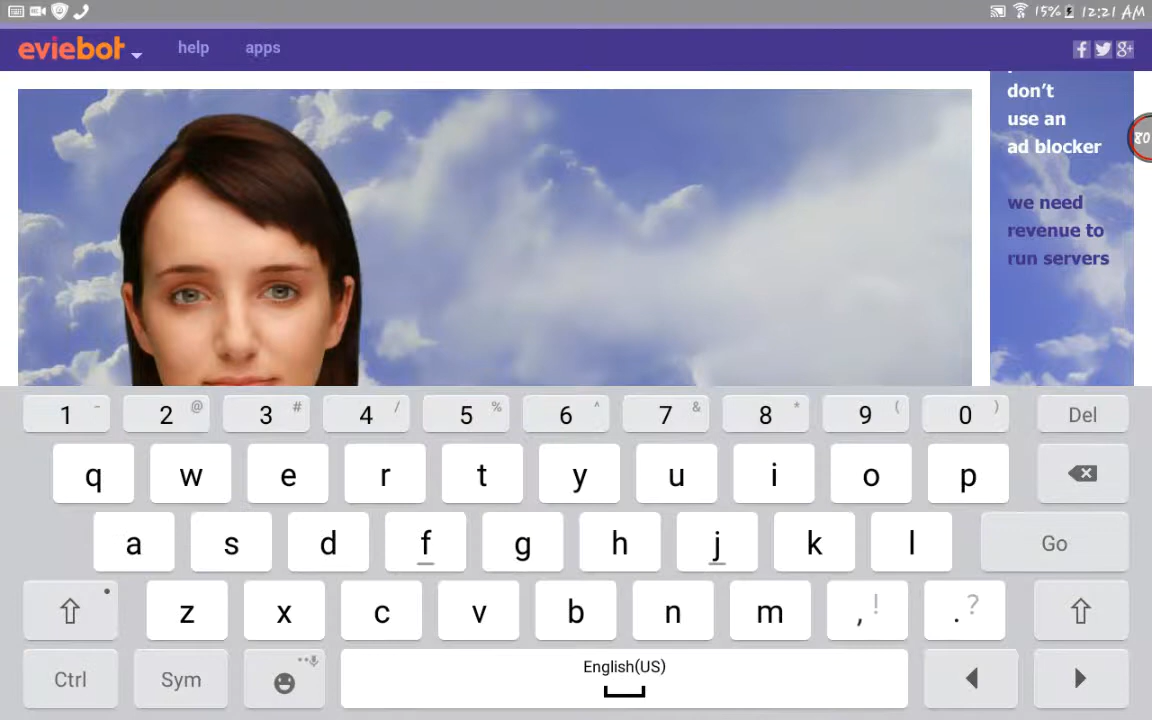 15% 12:21 AM
eviebot help apps f g+
don't
use an
ad blocker
80
we need
revenue to
run servers
1 - 2 @ 3 # 4 / 5 % 6 ^ 7 & 8 * 9 ( 0 ) Del
q w e r t y u i o p
a s d f g h j k l Go
z x c v b n m , ! . ?
Ctrl Sym English(US)